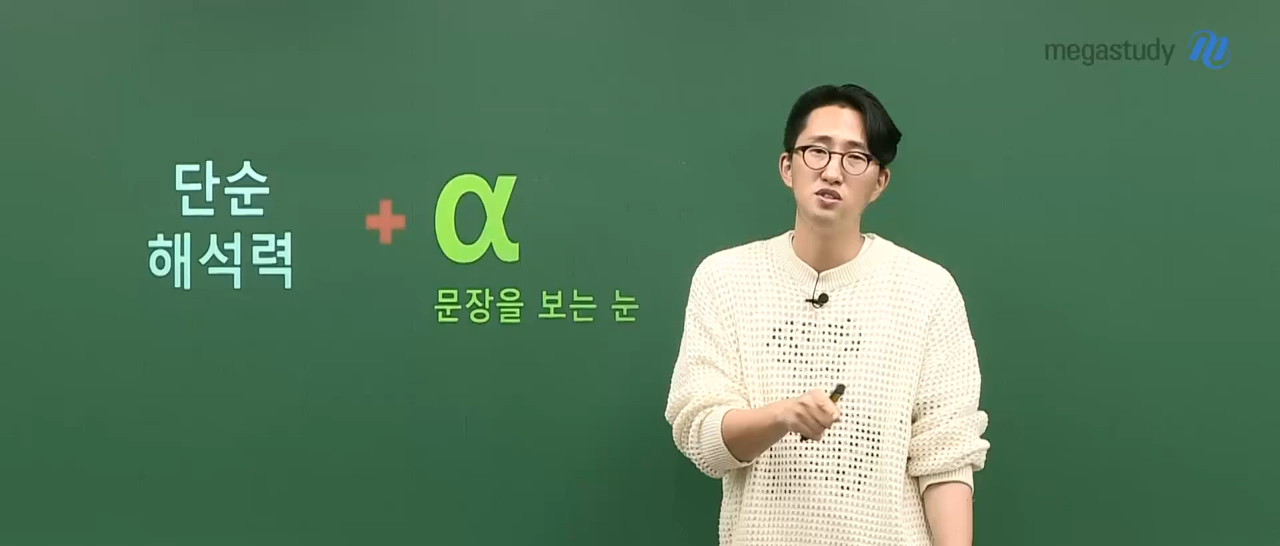 megastudy
단순
해석력
+ α
문장을 보는 눈